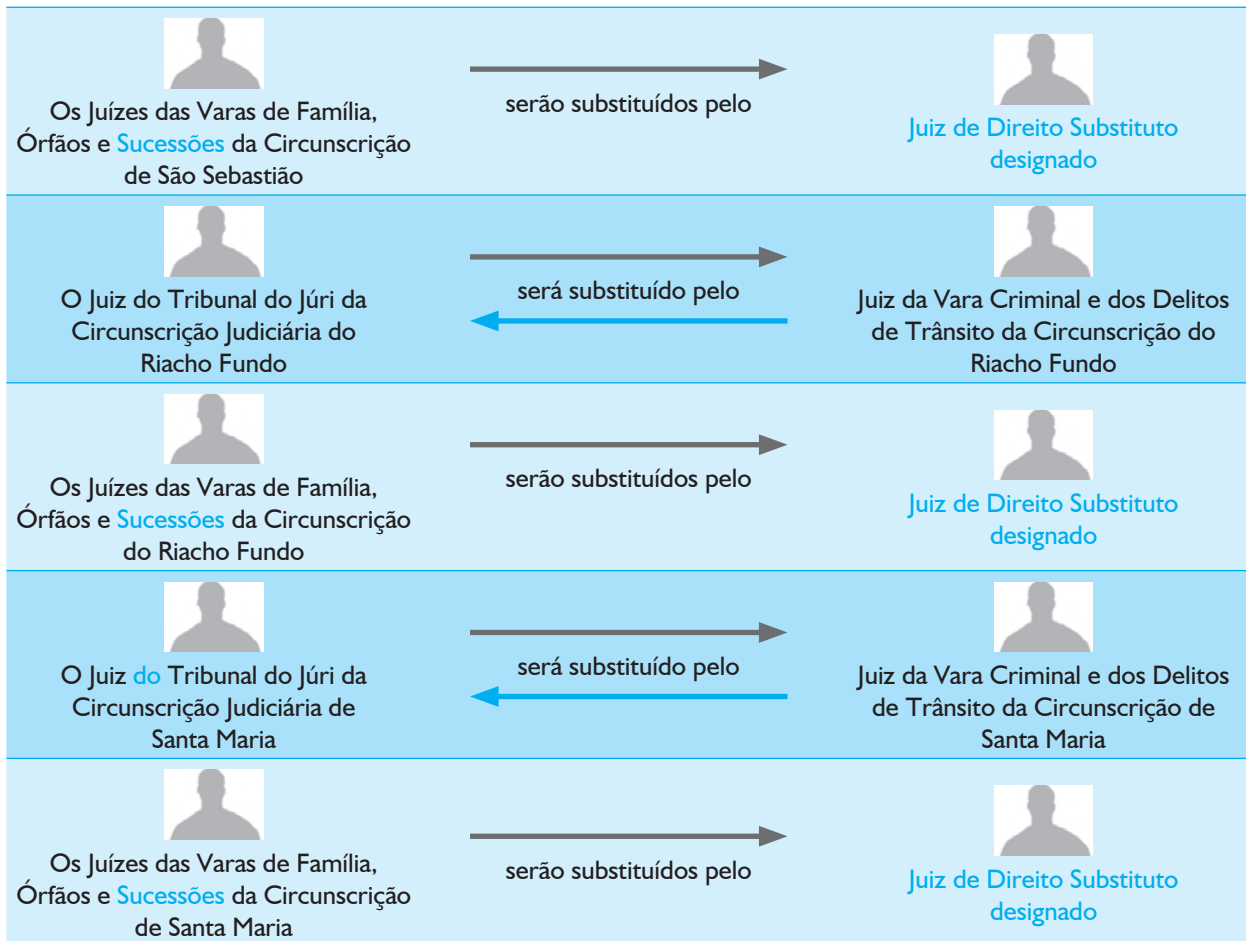 Os Juízes das Varas de Família,
Órfãos e Sucessões da Circunscrição
de São Sebastião
serão substituídos pelo
Juiz de Direito Substituto
designado
O Juiz do Tribunal do Júri da
Circunscrição Judiciária do
Riacho Fundo
será substituído pelo
Juiz da Vara Criminal e dos Delitos
de Trânsito da Circunscrição do
Riacho Fundo
Os Juízes das Varas de Família,
Órfãos e Sucessões da Circunscrição
do Riacho Fundo
serão substituídos pelo
Juiz de Direito Substituto
designado
O Juiz do Tribunal do Júri da
Circunscrição Judiciária de
Santa Maria
será substituído pelo
Juiz da Vara Criminal e dos Delitos
de Trânsito da Circunscrição de
Santa Maria
Os Juízes das Varas de Família,
Órfãos e Sucessões da Circunscrição
de Santa Maria
serão substituídos pelo
Juiz de Direito Substituto
designado